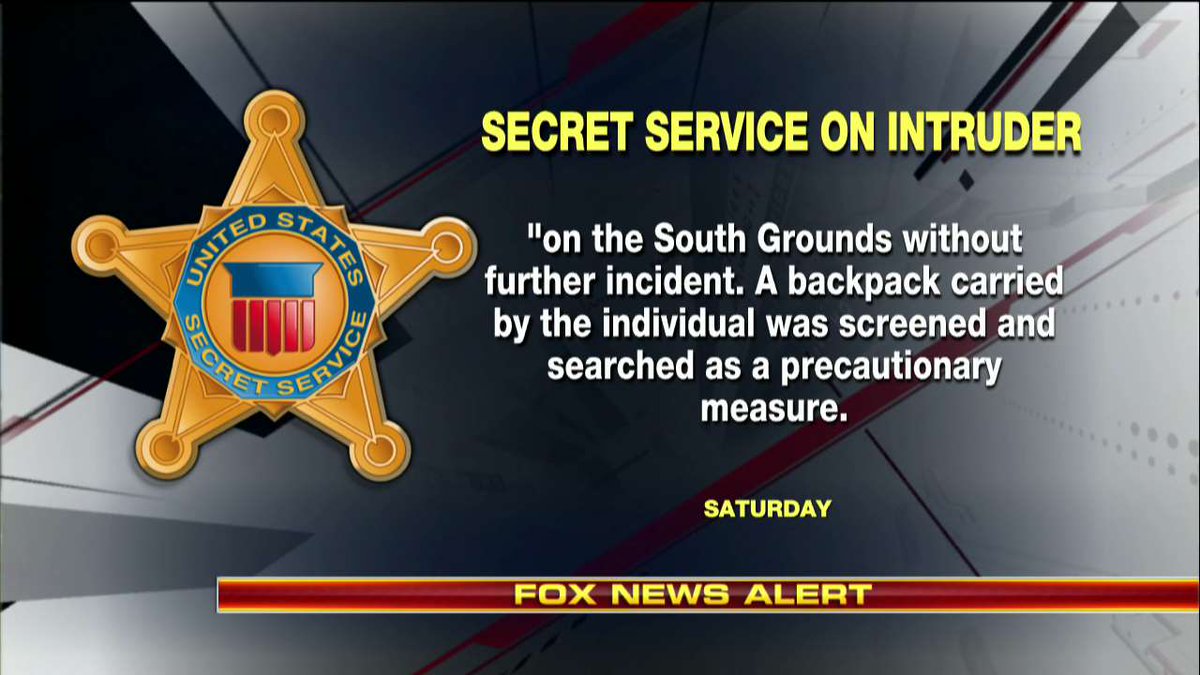 SECRET SERVICE ON INTRUDER
"on the South Grounds without
further incident. A backpack carried
by the individual was screened and
searched as a precautionary
measure.
SATURDAY
UNITED STATES
SECRET SERVICE
FOX NEWS ALERT